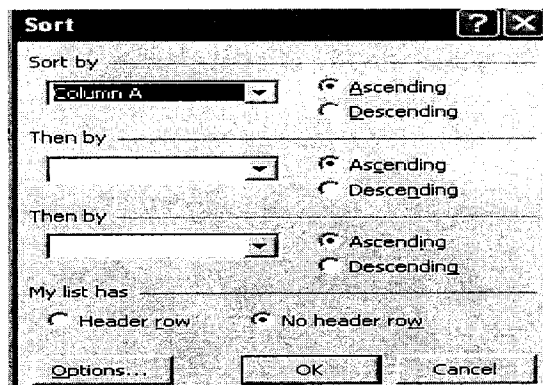 Sort
Sort by
Column A
Ascending
Descending
Then by
Ascending
Descending
Then by
Ascending
Descending
My list has
Header row
No header row
Options...
OK
Cancel